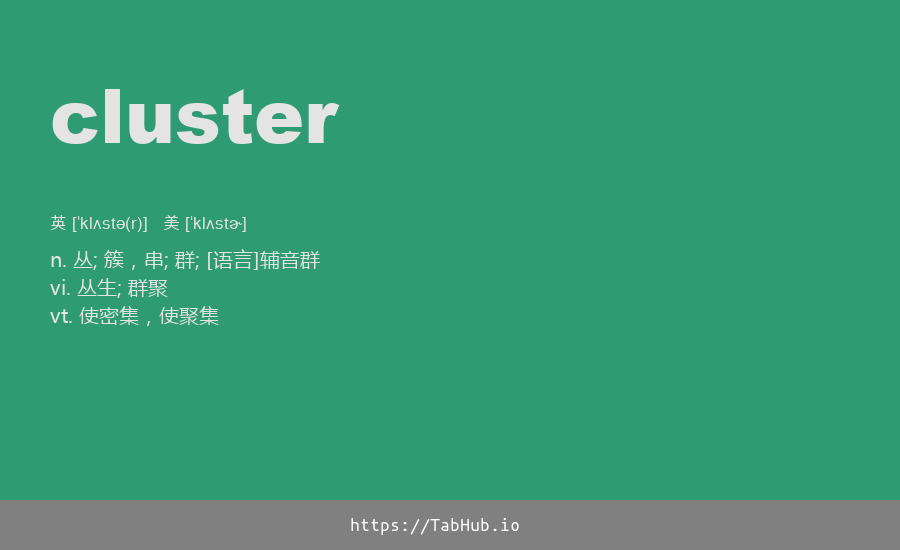 cluster
英 [ˈklʌstə(r)] 美 [ˈklʌstɚ]
n. 丛; 簇，串; 群; [语言]辅音群
vi. 丛生; 群聚
vt. 使密集，使聚集
https://TabHub.io